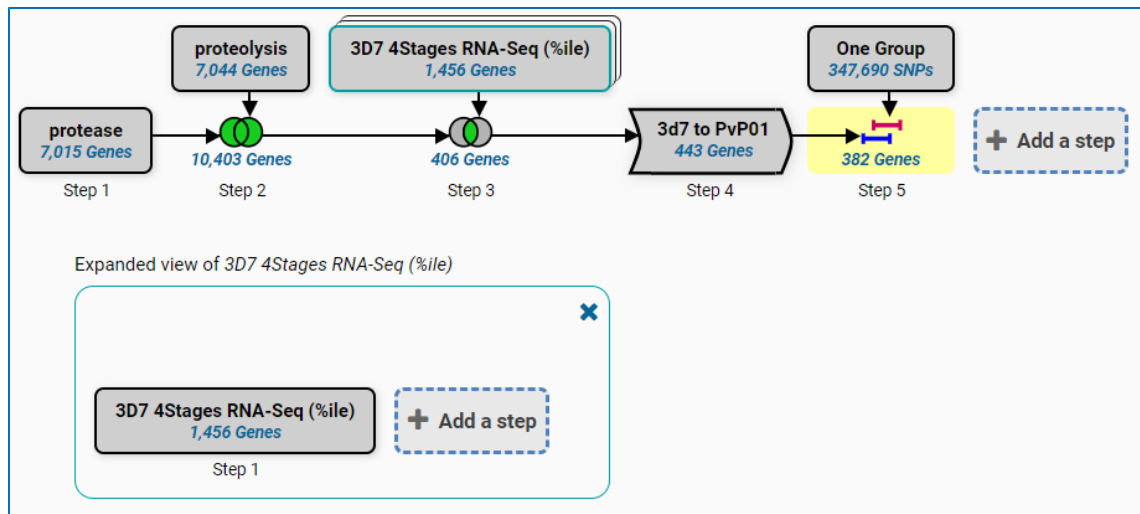 proteolysis
7,044 Genes
3D7 4Stages RNA-Seq (%ile)
1,456 Genes
One Group
347,690 SNPs
protease
7,015 Genes
Step 1
10,403 Genes
Step 2
406 Genes
Step 3
3d7 to PvP01
443 Genes
Step 4
382 Genes
Step 5
+ Add a step
Expanded view of 3D7 4Stages RNA-Seq (%ile)
3D7 4Stages RNA-Seq (%ile)
1,456 Genes
Step 1
+ Add a step